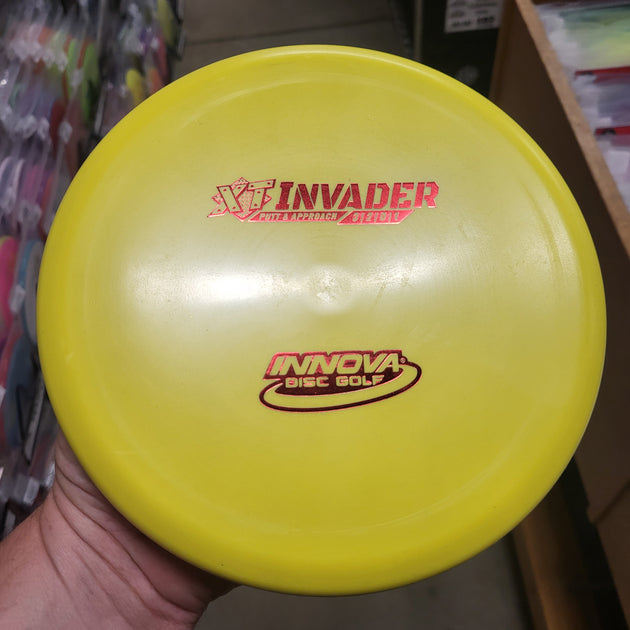 XT INVADER
PUTT & APPROACH
INNOVA®
DISC GOLF